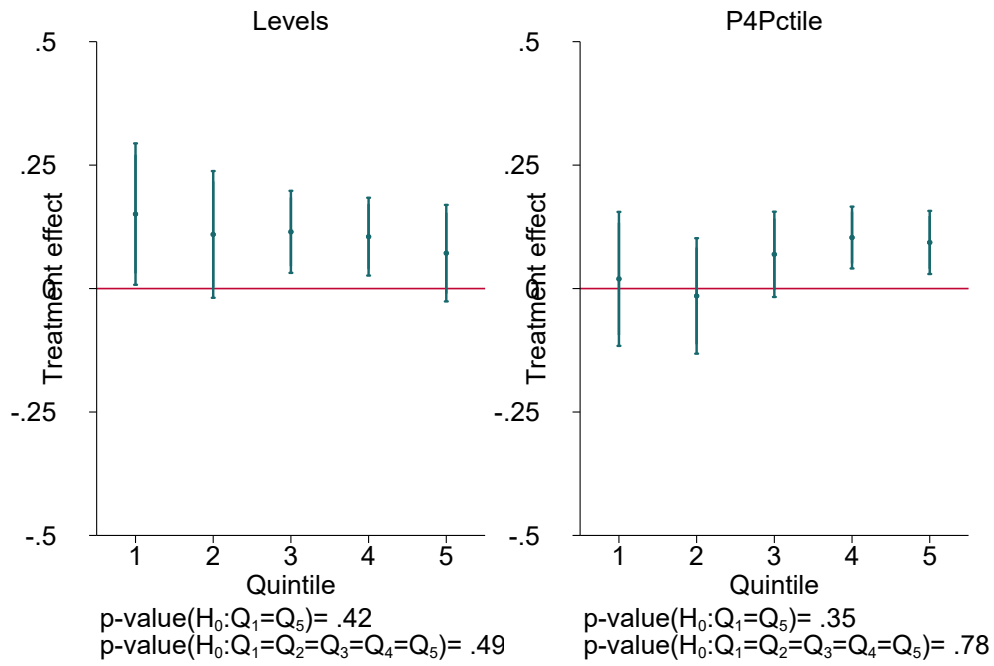 Levels
.5
.25
0
-.25
-.5
Treatment effect
1 2 3 4 5
Quintile
p-value(H₀:Q₁=Q₅)= .42
p-value(H₀:Q₁=Q₂=Q₃=Q₄=Q₅)= .49
P4Pctile
.5
.25
0
-.25
-.5
Treatment effect
1 2 3 4 5
Quintile
p-value(H₀:Q₁=Q₅)= .35
p-value(H₀:Q₁=Q₂=Q₃=Q₄=Q₅)= .78